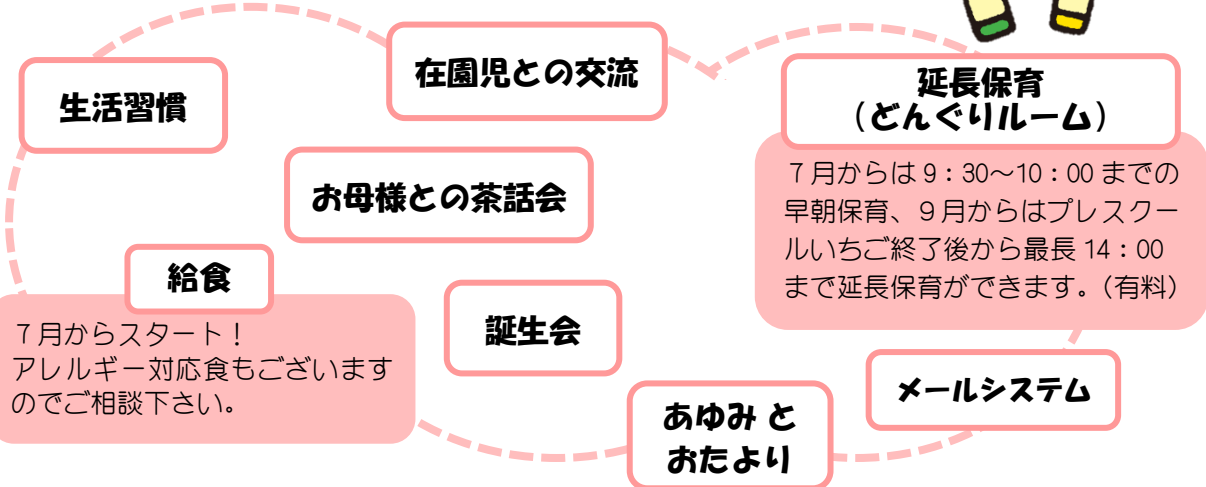 在園児との交流
生活習慣
延長保育
（どんぐりルーム）
７月からは 9：30～10：00 までの
早朝保育、９月からはプレスクー
ルいちご終了後から最長 14：00
まで延長保育ができます。（有料）
お母様との茶話会
給食
７月からスタート！
アレルギー対応食もございます
のでご相談下さい。
誕生会
メールシステム
あゆみ と
おたより